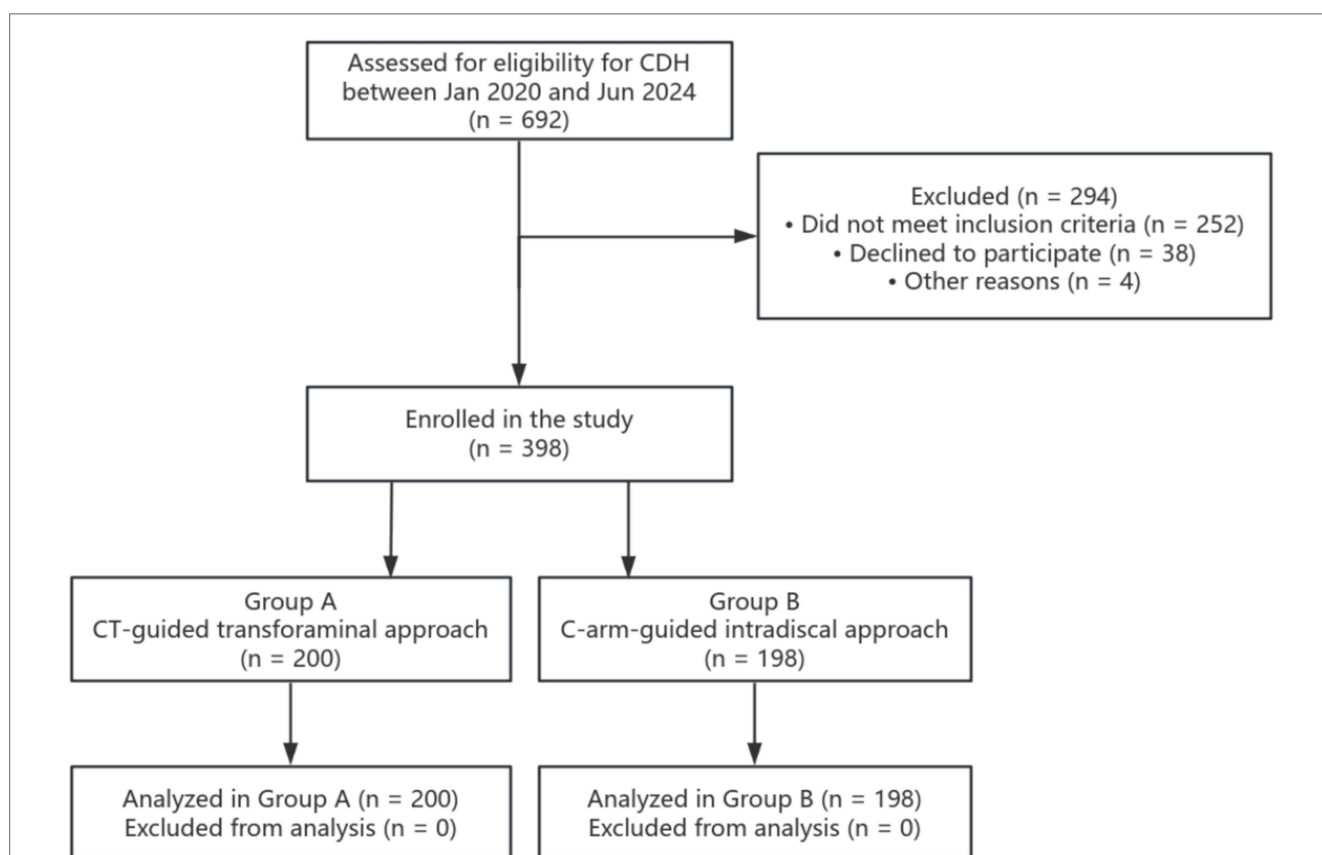 Assessed for eligibility for CDH
between Jan 2020 and Jun 2024
(n = 692)
Excluded (n = 294)
• Did not meet inclusion criteria (n = 252)
• Declined to participate (n = 38)
• Other reasons (n = 4)
Enrolled in the study
(n = 398)
Group A
CT-guided transforaminal approach
(n = 200)
Group B
C-arm-guided intradiscal approach
(n = 198)
Analyzed in Group A (n = 200)
Excluded from analysis (n = 0)
Analyzed in Group B (n = 198)
Excluded from analysis (n = 0)